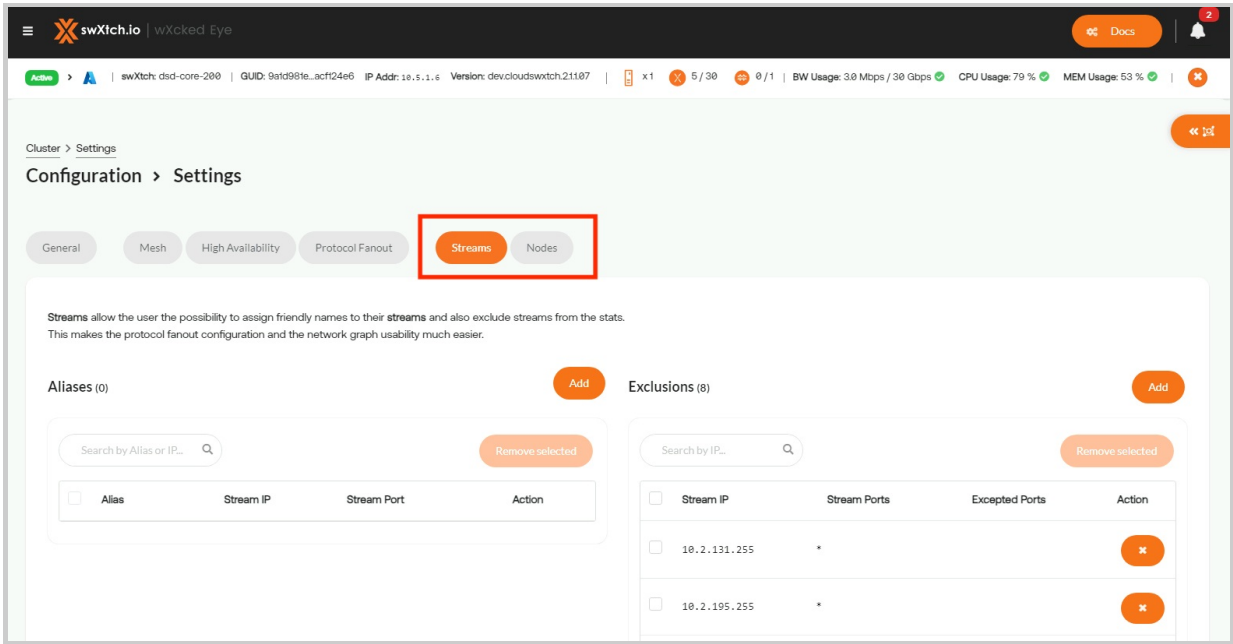 swXtch.io | wXcked Eye
Docs
2
Active > | swXtch: dsd-core-200 | GUID: 9a1d981e...acf124e6 IP Addr: 10.5.1.6 Version: dev.cloudswxtch.2.1.1.07 | x1 5 / 30 0 / 1 | BW Usage: 3.0 Mbps / 30 Gbps CPU Usage: 79 % MEM Usage: 53 % |
Cluster > Settings
Configuration > Settings
General Mesh High Availability Protocol Fanout Streams Nodes
Streams allow the user the possibility to assign friendly names to their streams and also exclude streams from the stats.
This makes the protocol fanout configuration and the network graph usability much easier.
Aliases (0) Add Exclusions (8) Add
Search by Alias or IP... Remove selected Search by IP... Remove selected
Alias Stream IP Stream Port Action Stream IP Stream Ports Excepted Ports Action
10.2.131.255 *
10.2.195.255 *